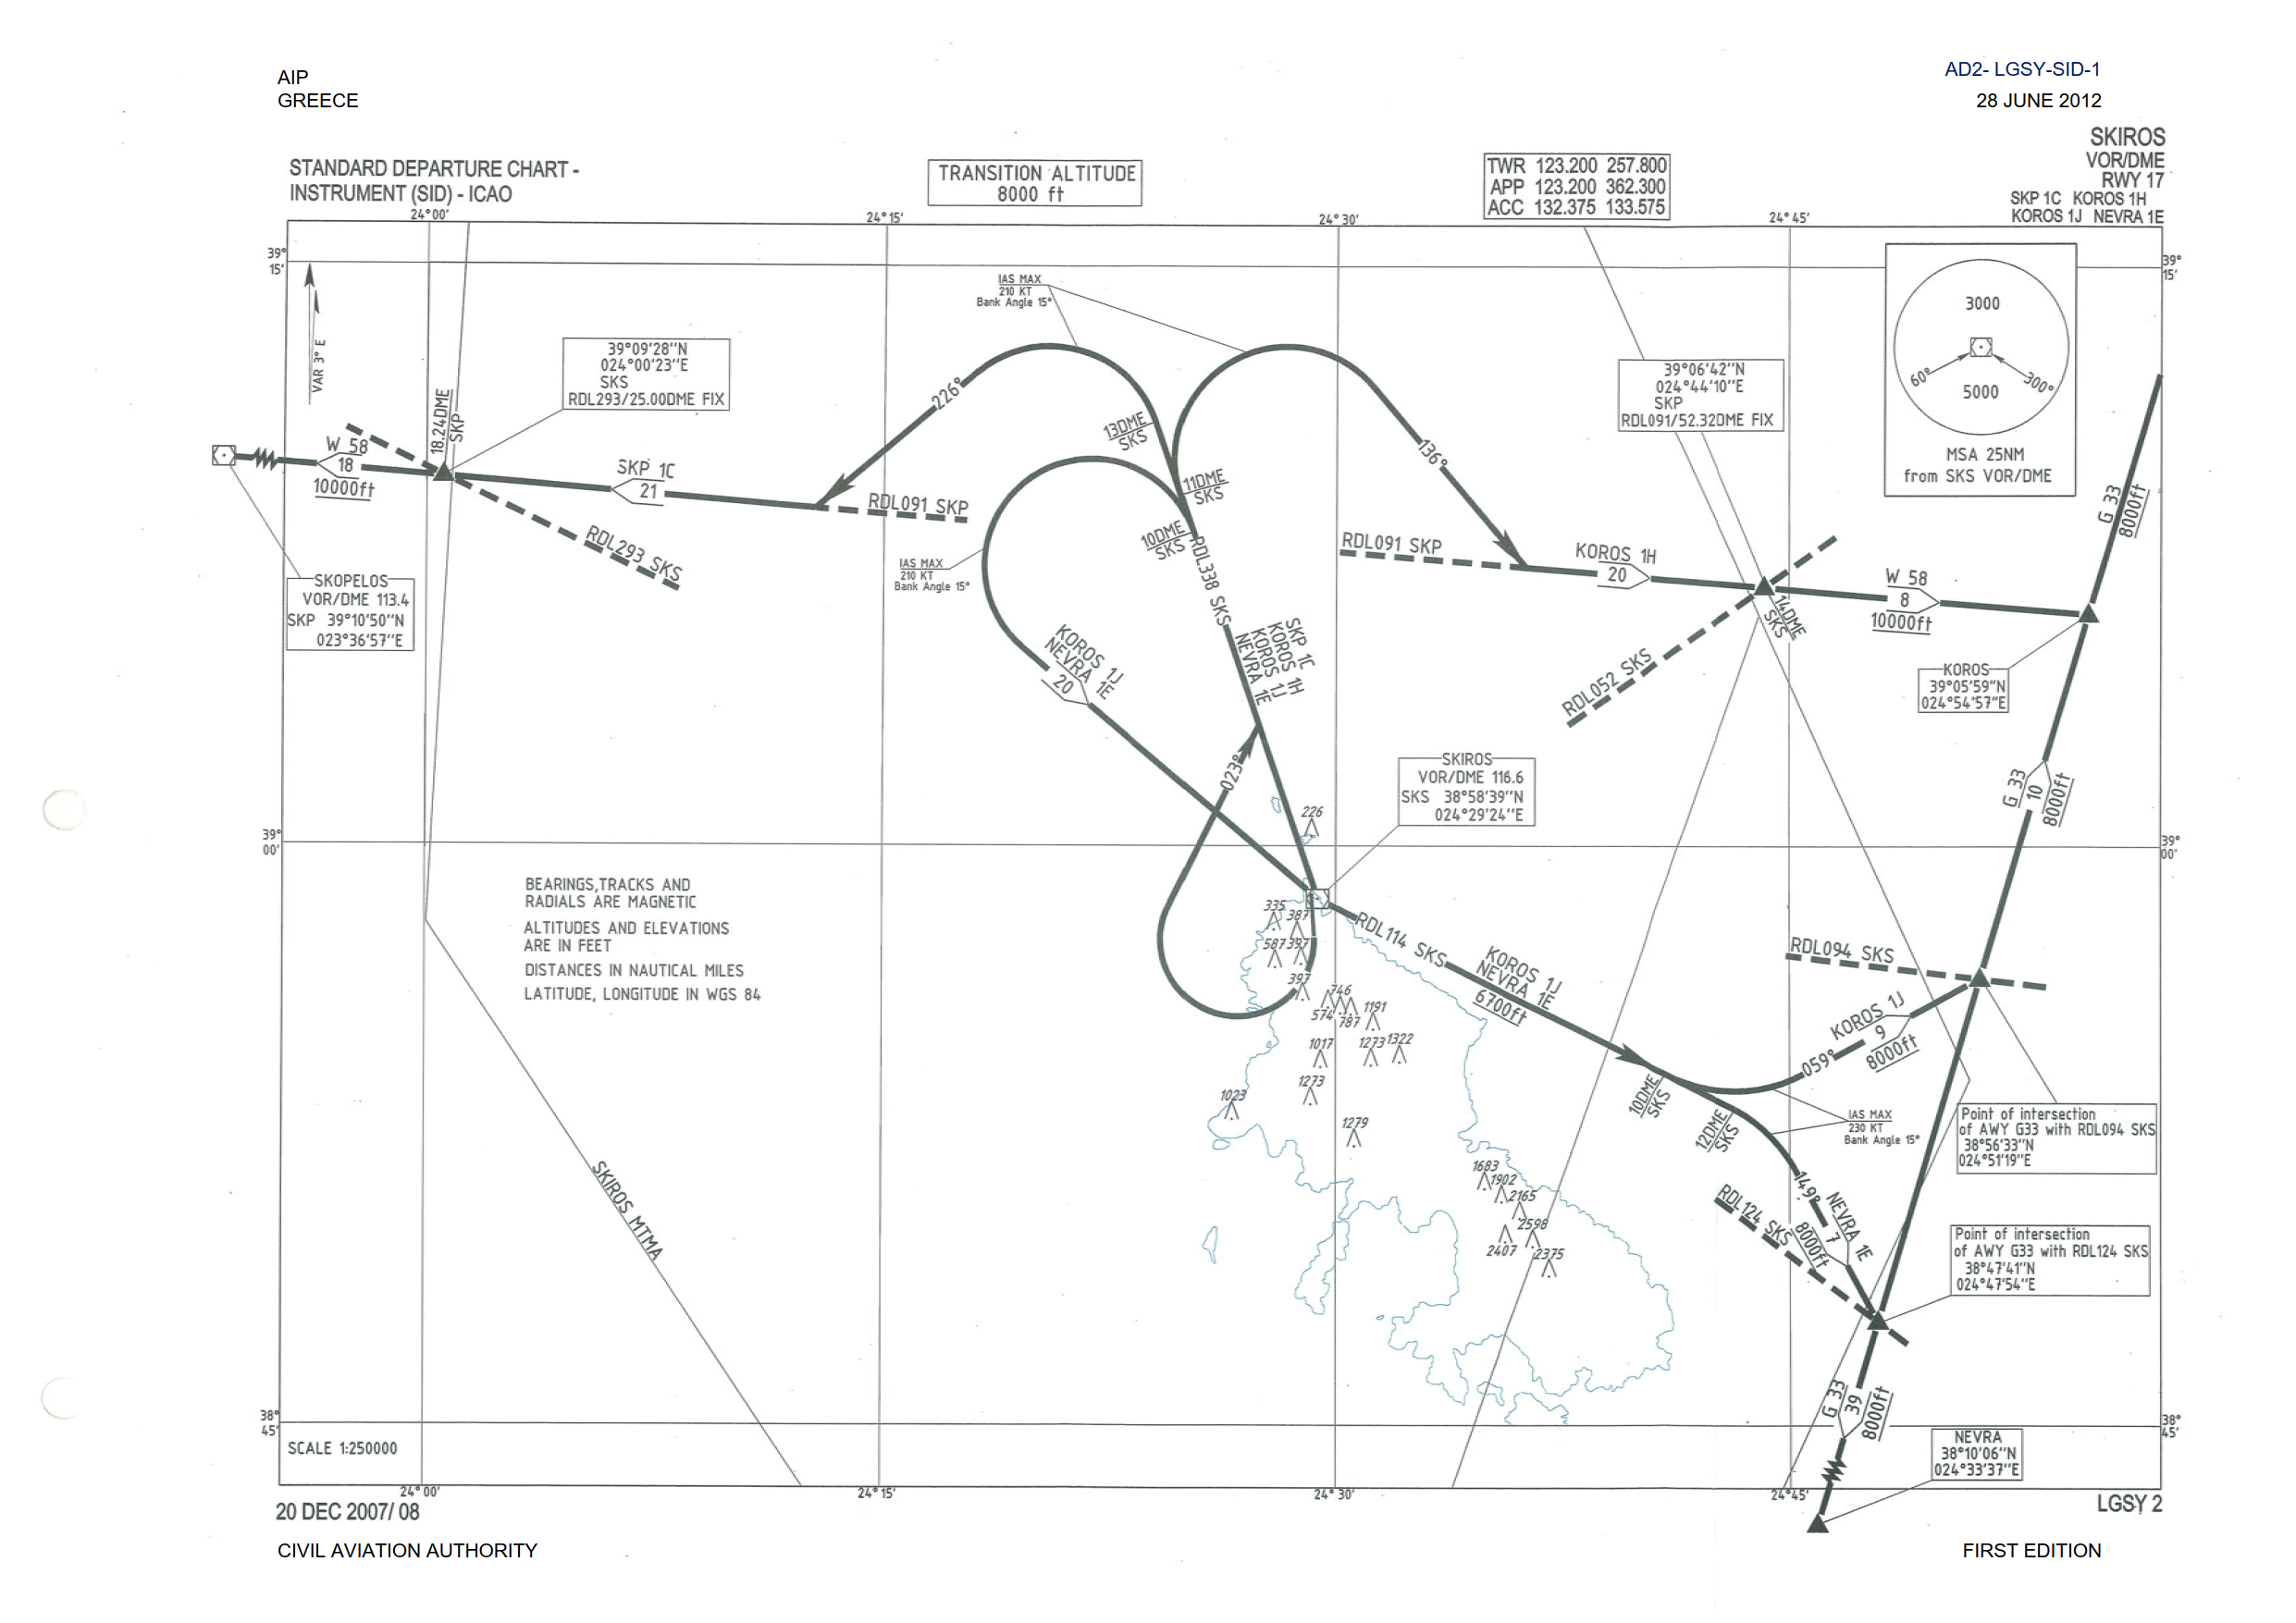 AIP
GREECE
AD2- LGSY-SID-1
28 JUNE 2012
STANDARD DEPARTURE CHART -
INSTRUMENT (SID) - ICAO
TRANSITION ALTITUDE
8000 ft
TWR 123.200 257.800
APP 123.200 362.300
ACC 132.375 133.575
SKIROS
VOR/DME
RWY 17
SKP 1C KOROS 1H
KOROS 1J NEVRA 1E
24°00'
24°15'
24°30'
24°45'
39°
15'
39°
15'
VAR 3° E
39°09'28"N
024°00'23"E
SKS
RDL293/25.00DME FIX
IAS MAX
210 KT
Bank Angle 15°
39°06'42"N
024°44'10"E
SKP
RDL091/52.32DME FIX
3000
60°
300°
5000
MSA 25NM
from SKS VOR/DME
18.24DME
SKP
W 58
18
10000ft
SKP 1C
21
226°
RDL091 SKP
RDL293 SKS
13DME
SKS
11DME
SKS
10DME
SKS
136°
IAS MAX
210 KT
Bank Angle 15°
RDL338 SKS
SKP 1C
KOROS 1H
KOROS 1J
NEVRA 1E
RDL091 SKP
KOROS 1H
20
14DME
SKS
W 58
8
10000ft
G 33
8000ft
RDL052 SKS
SKOPELOS
VOR/DME 113.4
SKP 39°10'50"N
023°36'57"E
KOROS 1J
NEVRA 1E
20
KOROS
39°05'59"N
024°54'57"E
023°
SKIROS
VOR/DME 116.6
SKS 38°58'39"N
024°29'24"E
G 33
10
8000ft
39°
00'
39°
00'
226
BEARINGS,TRACKS AND
RADIALS ARE MAGNETIC
ALTITUDES AND ELEVATIONS
ARE IN FEET
DISTANCES IN NAUTICAL MILES
LATITUDE, LONGITUDE IN WGS 84
335
387
587
397
397
746
574
787
1191
1017
1273
1322
1273
1023
1279
1683
1902
2165
2598
2407
2375
RDL114 SKS
KOROS 1J
NEVRA 1E
6700ft
RDL094 SKS
KOROS 1J
9
8000ft
059°
10DME
SKS
12DME
SKS
IAS MAX
230 KT
Bank Angle 15°
Point of intersection
of AWY G33 with RDL094 SKS
38°56'33"N
024°51'19"E
149°
NEVRA 1E
7
8000ft
RDL124 SKS
Point of intersection
of AWY G33 with RDL124 SKS
38°47'41"N
024°47'54"E
SKIROS MTMA
G 33
39
8000ft
38°
45'
38°
45'
SCALE 1:250000
NEVRA
38°10'06"N
024°33'37"E
24°00'
24°15'
24°30'
24°45'
20 DEC 2007/ 08
LGSY 2
CIVIL AVIATION AUTHORITY
FIRST EDITION